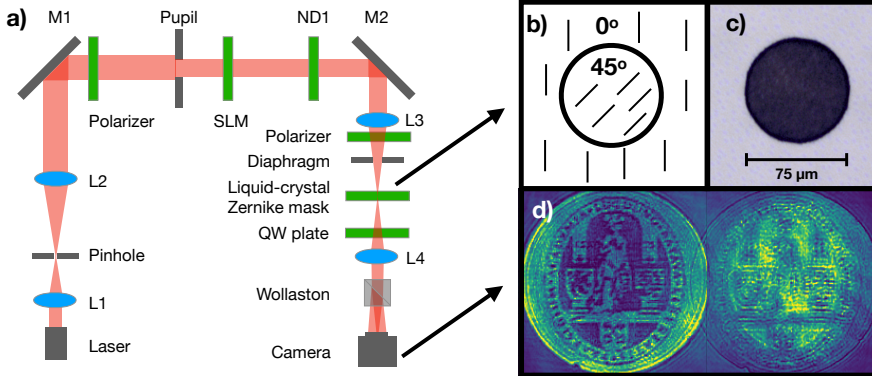 a)
M1
Pupil
ND1
M2
Polarizer
SLM
L3
Polarizer
Diaphragm
L2
Liquid-crystal
Zernike mask
QW plate
Pinhole
L4
L1
Wollaston
Laser
Camera
b)
0º
45º
c)
75 µm
d)